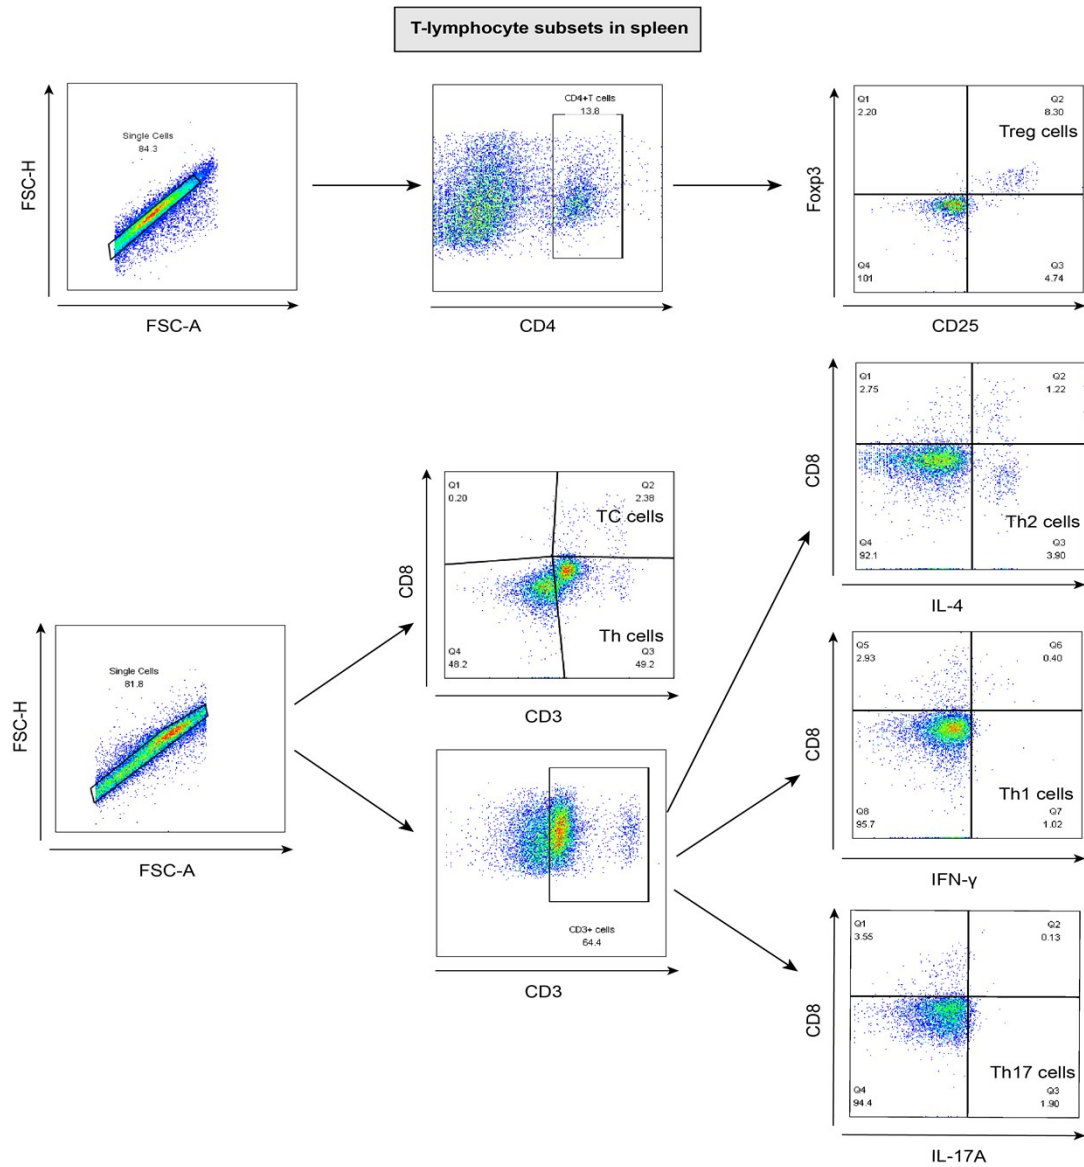 T-lymphocyte subsets in spleen
FSC-H
Single Cells
84.3
FSC-A
CD4+T cells
13.8
CD4
Foxp3
Q1
2.20
Q2
8.30
Treg cells
Q4
101
Q3
4.74
CD25
FSC-H
Single Cells
81.8
FSC-A
CD8
Q1
0.20
Q2
2.38
TC cells
Th cells
Q4
48.2
Q3
49.2
CD3
CD3+ cells
64.4
CD3
CD8
Q1
2.75
Q2
1.22
Th2 cells
Q4
92.1
Q3
3.90
IL-4
CD8
Q5
2.93
Q6
0.40
Th1 cells
Q8
95.7
Q7
1.02
IFN-γ
CD8
Q1
3.55
Q2
0.13
Th17 cells
Q4
94.4
Q3
1.90
IL-17A